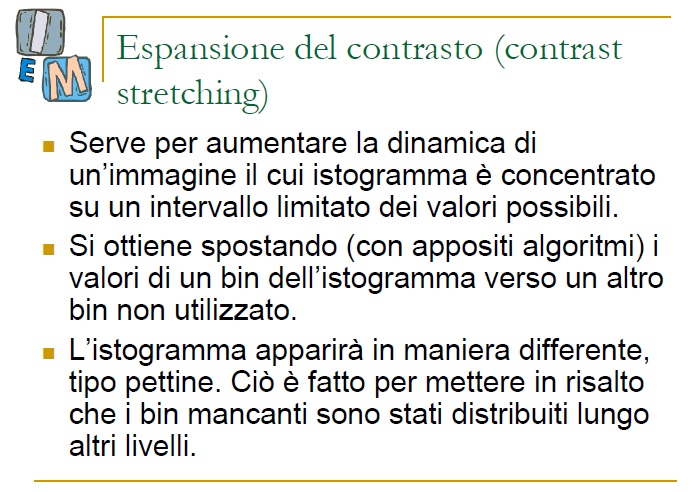 I
E M
Espansione del contrasto (contrast
stretching)
Serve per aumentare la dinamica di
un’immagine il cui istogramma è concentrato
su un intervallo limitato dei valori possibili.
Si ottiene spostando (con appositi algoritmi) i
valori di un bin dell’istogramma verso un altro
bin non utilizzato.
L’istogramma apparirà in maniera differente,
tipo pettine. Ciò è fatto per mettere in risalto
che i bin mancanti sono stati distribuiti lungo
altri livelli.